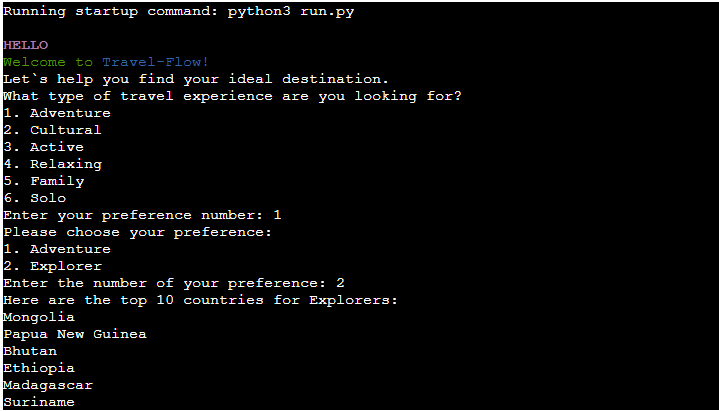 Running startup command: python3 run.py
HELLO
Welcome to Travel-Flow!
Let`s help you find your ideal destination.
What type of travel experience are you looking for?
1. Adventure
2. Cultural
3. Active
4. Relaxing
5. Family
6. Solo
Enter your preference number: 1
Please choose your preference:
1. Adventure
2. Explorer
Enter the number of your preference: 2
Here are the top 10 countries for Explorers:
Mongolia
Papua New Guinea
Bhutan
Ethiopia
Madagascar
Suriname